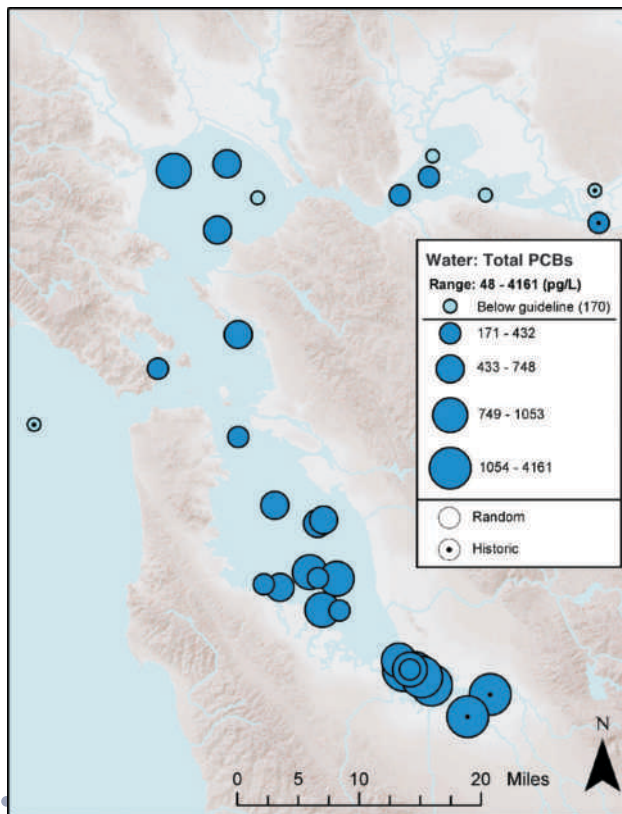 Water: Total PCBs
Range: 48 - 4161 (pg/L)
Below guideline (170)
171 - 432
433 - 748
749 - 1053
1054 - 4161
Random
Historic
N
0 5 10 20 Miles